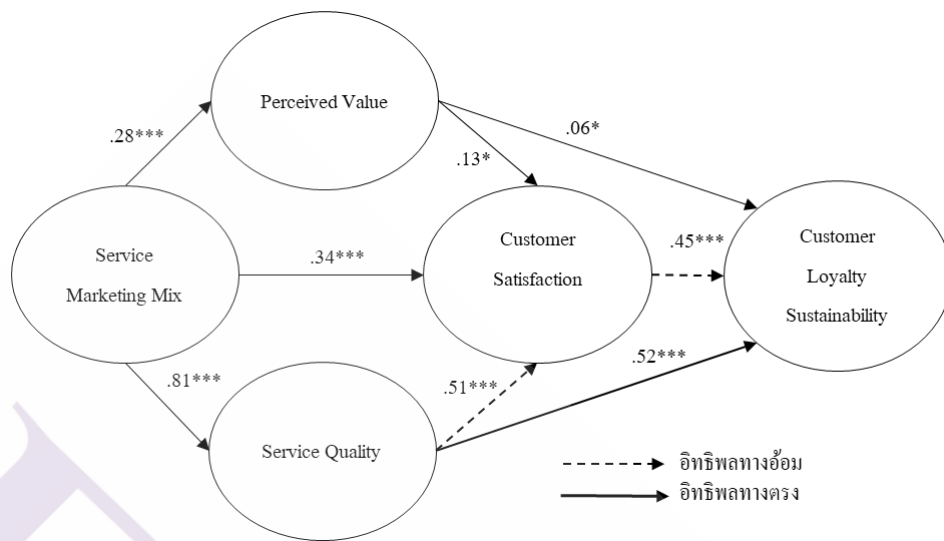 Perceived Value
.28***
.06*
.13*
Service
Marketing Mix
.34***
Customer
Satisfaction
.45***
Customer
Loyalty
Sustainability
.81***
.51***
.52***
Service Quality
อิทธิพลทางอ้อม
อิทธิพลทางตรง